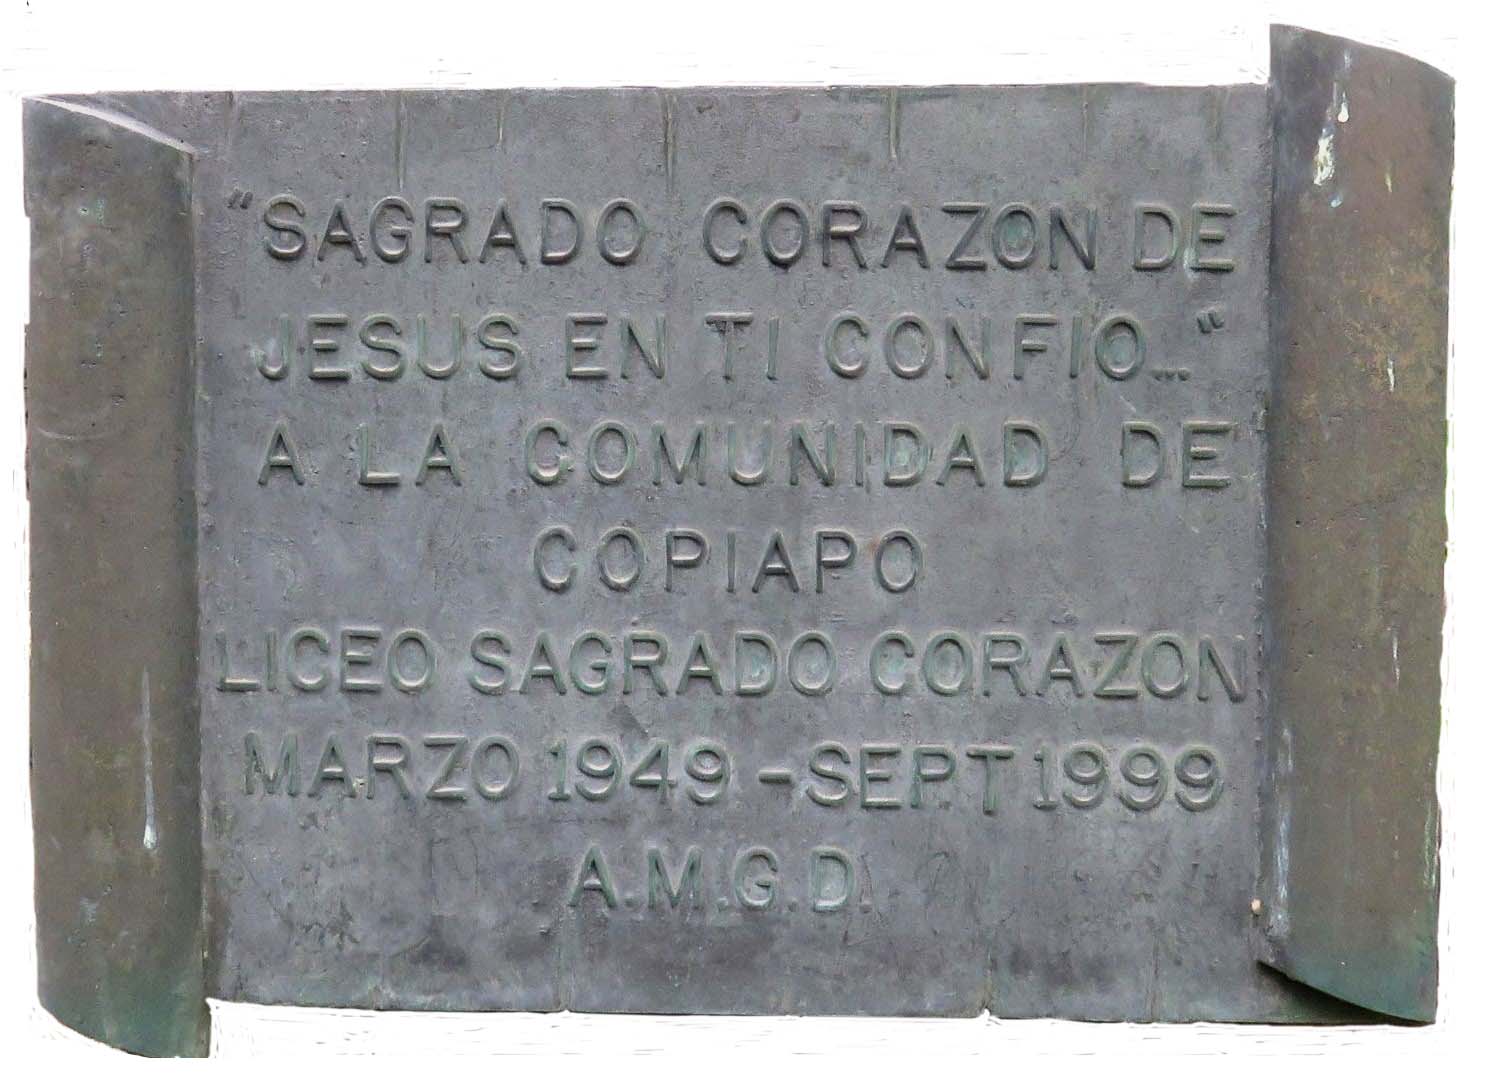 "SAGRADO CORAZON DE
JESUS EN TI CONFIO..."
A LA COMUNIDAD DE
COPIAPO
LICEO SAGRADO CORAZON
MARZO 1949 - SEPT 1999
A.M.G.D.